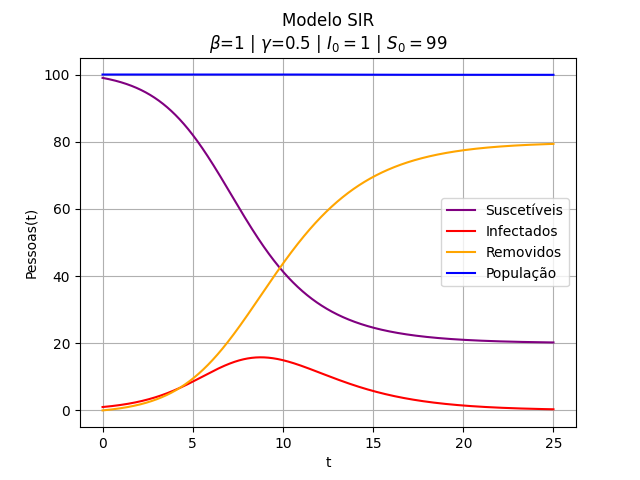 Modelo SIR
β=1 | γ=0.5 | I₀ = 1 | S₀ = 99
100
80
60
40
20
0
Pessoas(t)
Suscetíveis
Infectados
Removidos
População
0 5 10 15 20 25
t